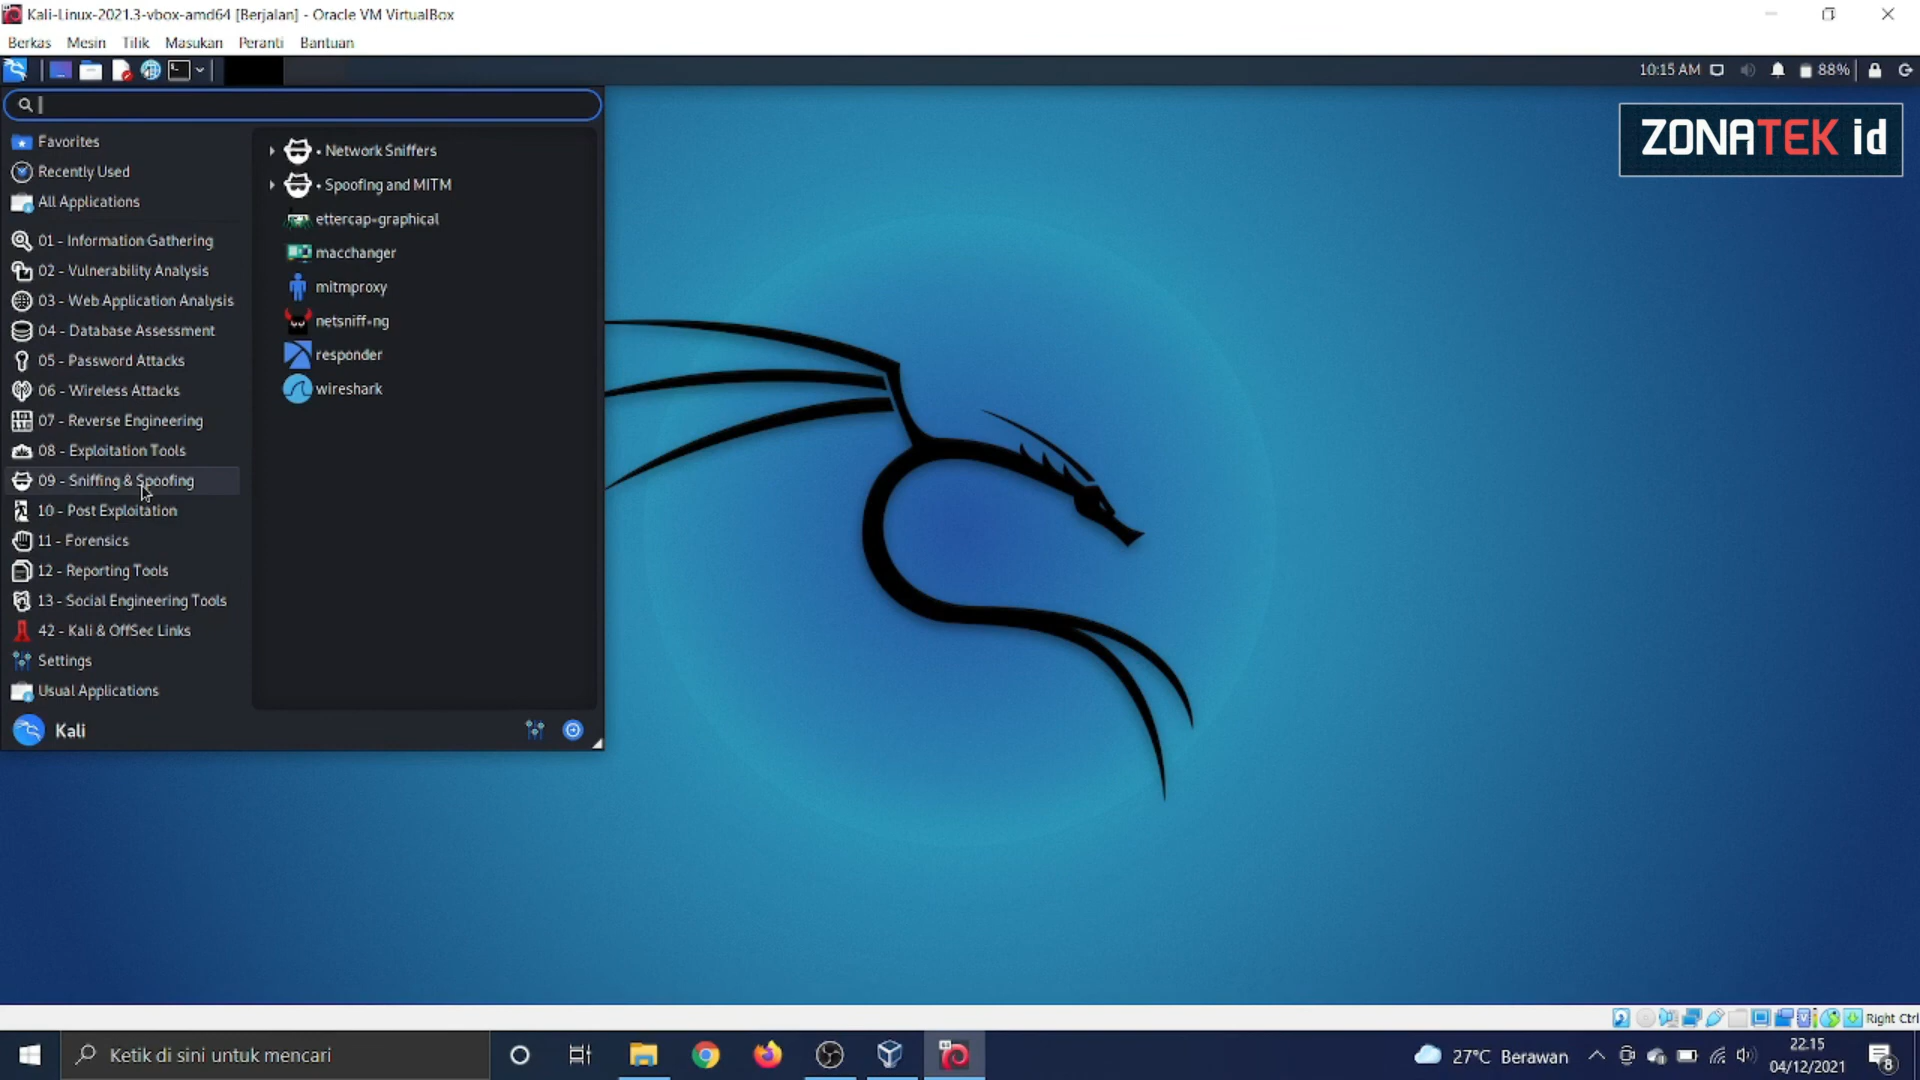 Kali-Linux-2021.3-vbox-amd64 [Berjalan] - Oracle VM VirtualBox
Berkas Mesin Tilik Masukan Peranti Bantuan
10:15 AM 88%
ZONATEK id
Favorites
Recently Used
All Applications
01 - Information Gathering
02 - Vulnerability Analysis
03 - Web Application Analysis
04 - Database Assessment
05 - Password Attacks
06 - Wireless Attacks
07 - Reverse Engineering
08 - Exploitation Tools
09 - Sniffing & Spoofing
10 - Post Exploitation
11 - Forensics
12 - Reporting Tools
13 - Social Engineering Tools
42 - Kali & OffSec Links
Settings
Usual Applications
Kali
• Network Sniffers
• Spoofing and MITM
ettercap-graphical
macchanger
mitmproxy
netsniff-ng
responder
wireshark
Right Ctrl
Ketik di sini untuk mencari
27°C Berawan
22.15
04/12/2021
8